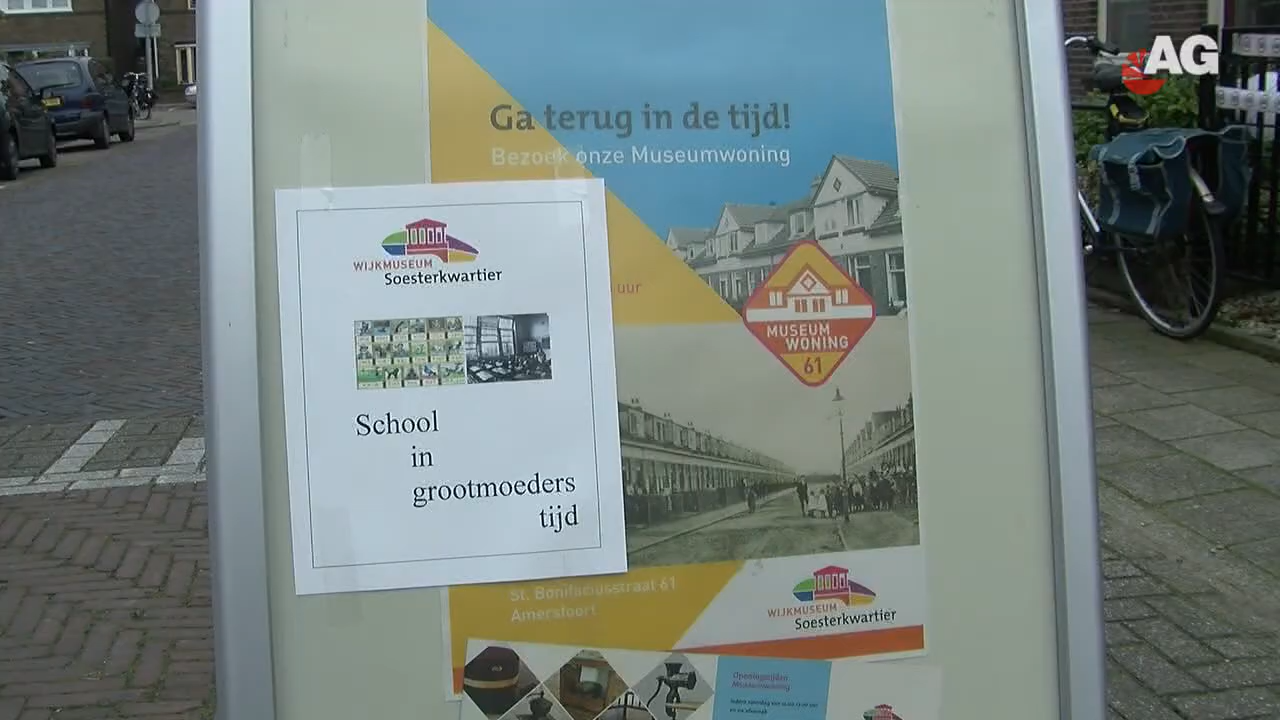 AG
Ga terug in de tijd!
Bezoek onze Museumwoning
WIJKMUSEUM
Soesterkwartier
uur
MUSEUM
WONING
61
School
in
grootmoeders
tijd
St. Bonifaciusstraat 61
Amersfoort
WIJKMUSEUM
Soesterkwartier
Openingstijden
Museumwoning